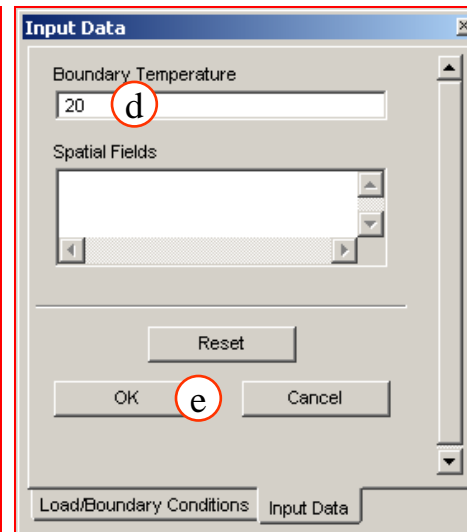 Input Data
Boundary Temperature
20 d
Spatial Fields
Reset
OK e Cancel
Load/Boundary Conditions Input Data